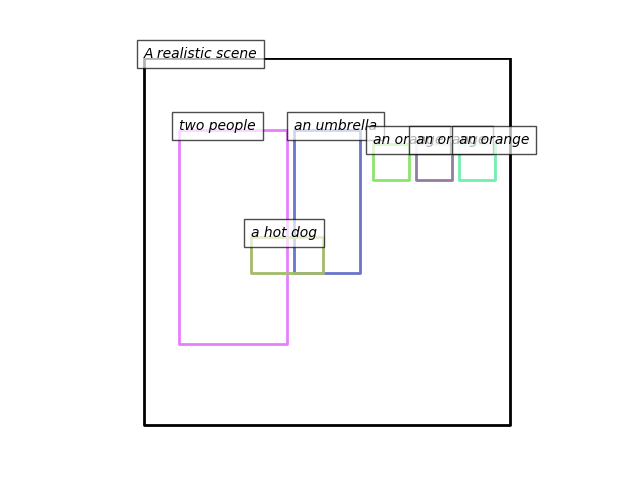 A realistic scene
two people
an umbrella
an orange
an orange
an orange
a hot dog